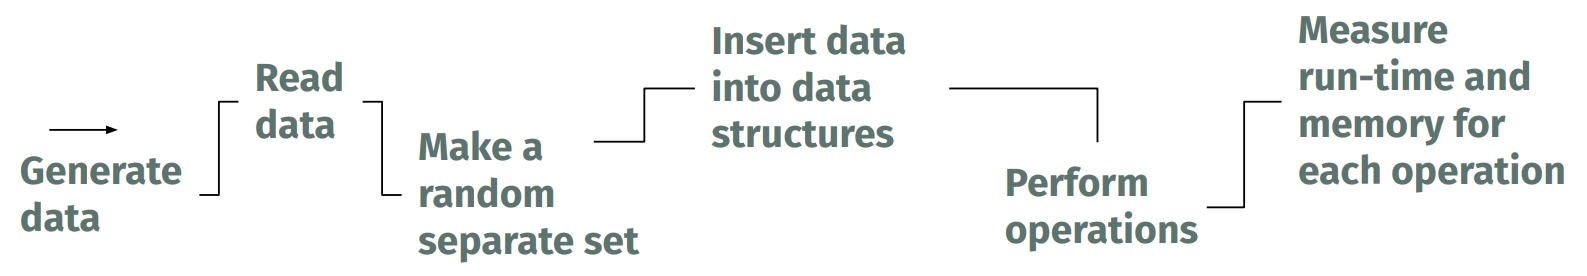 Generate
data
Read
data
Make a
random
separate set
Insert data
into data
structures
Perform
operations
Measure
run-time and
memory for
each operation